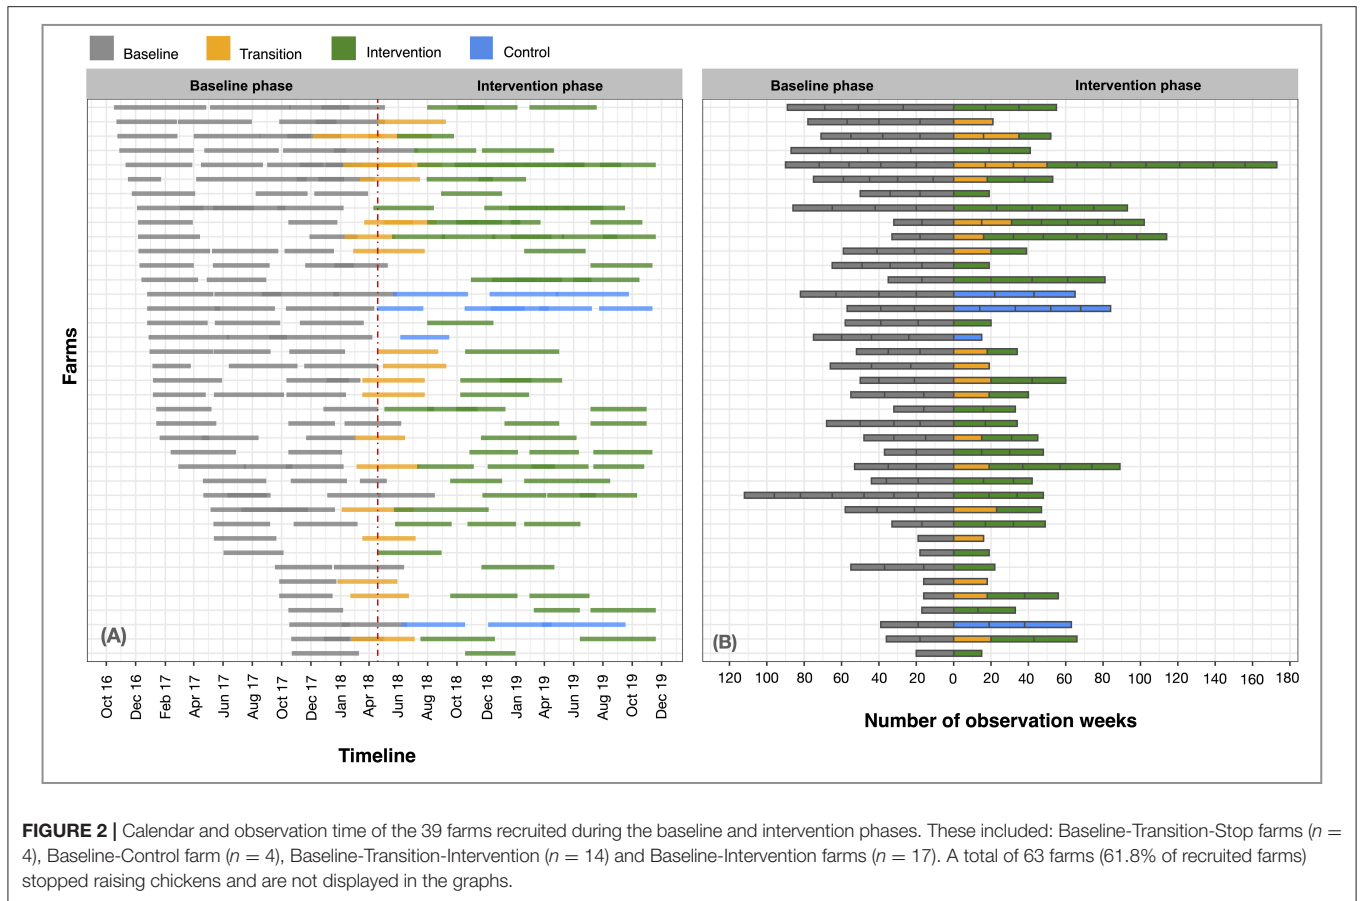 Baseline Transition Intervention Control
Baseline phase Intervention phase
Baseline phase Intervention phase
Farms
(A)
(B)
Oct 16 Dec 16 Feb 17 Apr 17 Jun 17 Aug 17 Oct 17 Dec 17 Jan 18 Apr 18 Jun 18 Aug 18 Oct 18 Dec 18 Jan 19 Apr 19 Jun 19 Aug 19 Oct 19 Dec 19
120 100 80 60 40 20 0 20 40 60 80 100 120 140 160 180
Timeline
Number of observation weeks
FIGURE 2 | Calendar and observation time of the 39 farms recruited during the baseline and intervention phases. These included: Baseline-Transition-Stop farms (n =
4), Baseline-Control farm (n = 4), Baseline-Transition-Intervention (n = 14) and Baseline-Intervention farms (n = 17). A total of 63 farms (61.8% of recruited farms)
stopped raising chickens and are not displayed in the graphs.